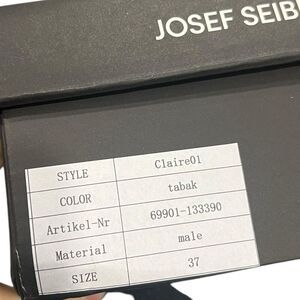 JOSEF SEIB
STYLE Claire01
COLOR tabak
Artikel-Nr 69901-133390
Material male
SIZE 37